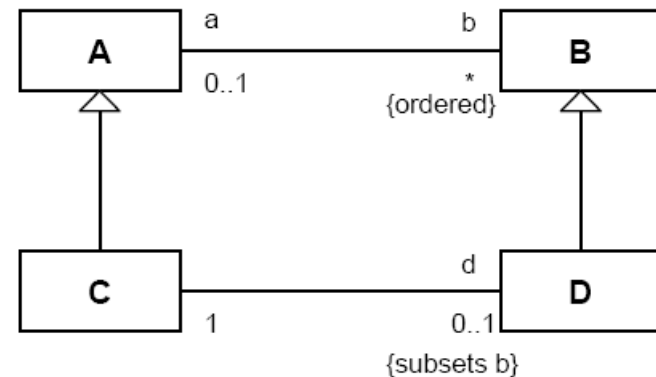 a b
A B
0..1 *
{ordered}
d
C D
1 0..1
{subsets b}